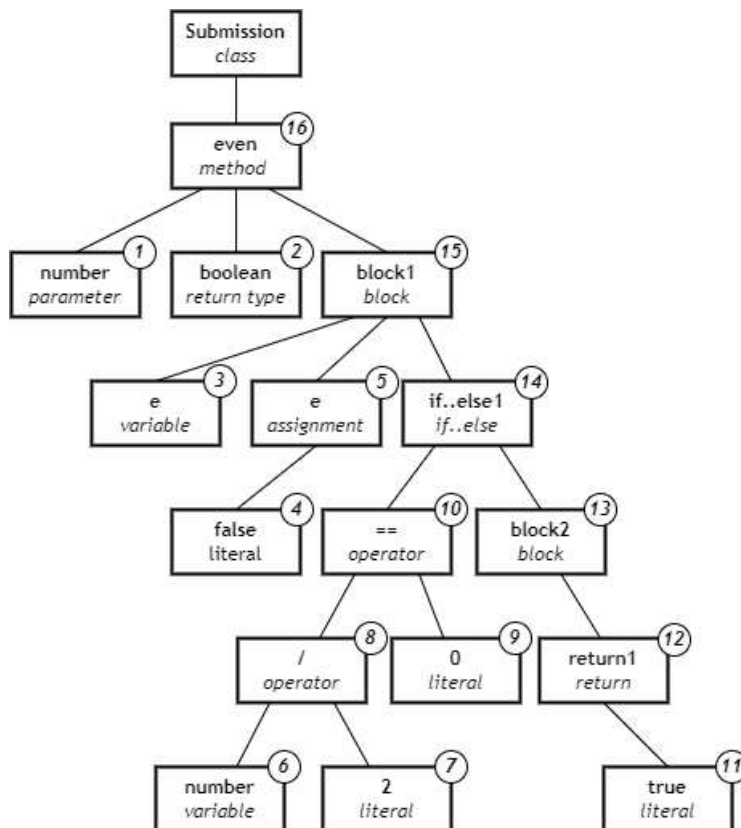 Submission
class
16
even
method
1
number
parameter
2
boolean
return type
15
block1
block
3
e
variable
5
e
assignment
14
if..else1
if..else
4
false
literal
10
==
operator
13
block2
block
8
/
operator
9
0
literal
12
return1
return
6
number
variable
7
2
literal
11
true
literal